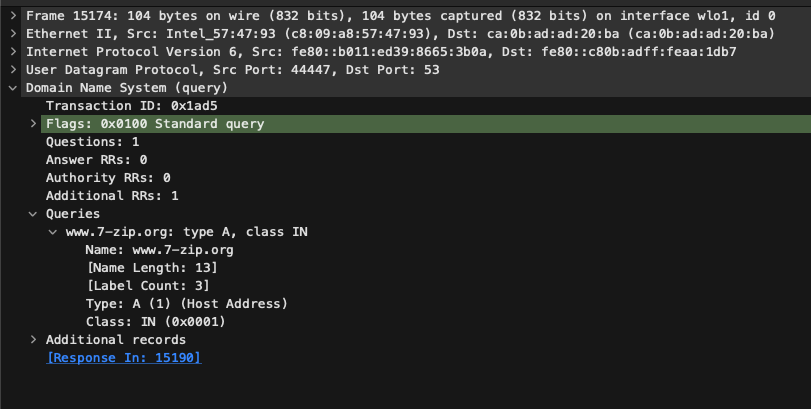 Frame 15174: 104 bytes on wire (832 bits), 104 bytes captured (832 bits) on interface wlo1, id 0
Ethernet II, Src: Intel_57:47:93 (c8:09:a8:57:47:93), Dst: ca:0b:ad:ad:20:ba (ca:0b:ad:ad:20:ba)
Internet Protocol Version 6, Src: fe80::b011:ed39:8665:3b0a, Dst: fe80::c80b:adff:feaa:1db7
User Datagram Protocol, Src Port: 44447, Dst Port: 53
Domain Name System (query)
Transaction ID: 0x1ad5
Flags: 0x0100 Standard query
Questions: 1
Answer RRs: 0
Authority RRs: 0
Additional RRs: 1
Queries
www.7-zip.org: type A, class IN
Name: www.7-zip.org
[Name Length: 13]
[Label Count: 3]
Type: A (1) (Host Address)
Class: IN (0x0001)
Additional records
[Response In: 15190]